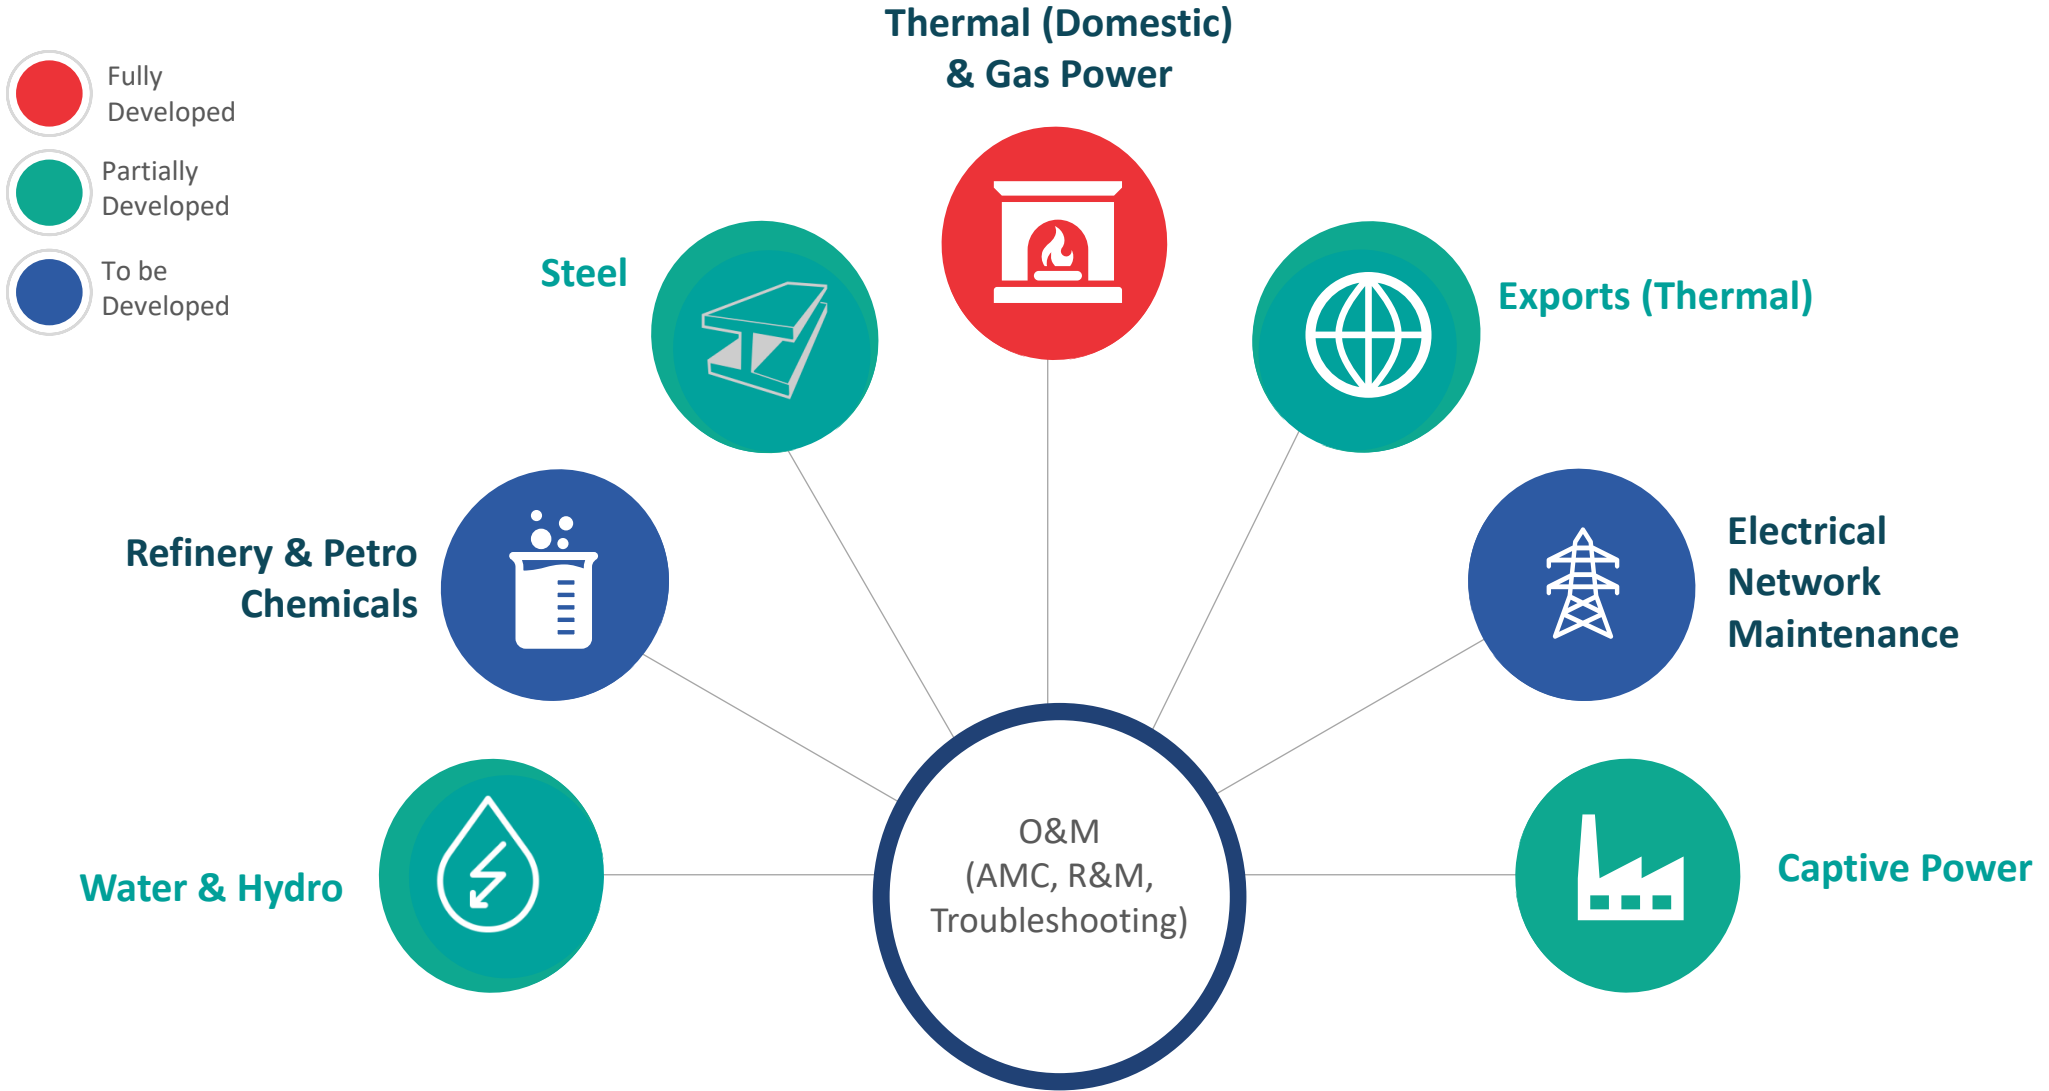 Thermal (Domestic)
& Gas Power
Fully
Developed
Partially
Developed
To be
Developed
Steel
Exports (Thermal)
Refinery & Petro
Chemicals
Electrical
Network
Maintenance
Water & Hydro
O&M
(AMC, R&M,
Troubleshooting)
Captive Power